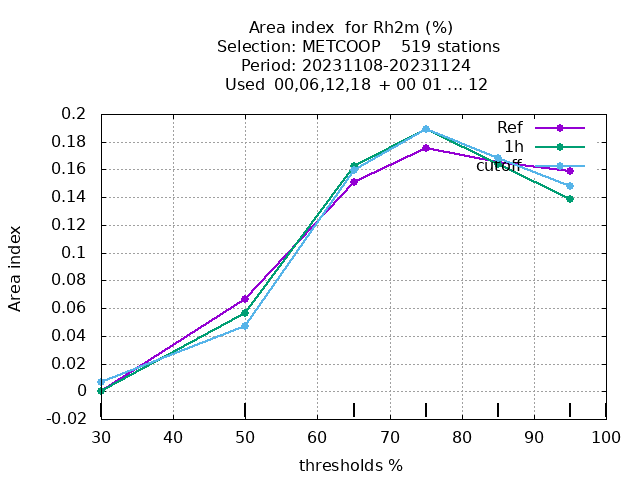 Area index  for Rh2m (%)
Selection: METCOOP    519 stations
Period: 20231108-20231124
Used  00,06,12,18 + 00 01 ... 12
0.2
0.18
0.16
0.14
0.12
0.1
0.08
0.06
0.04
0.02
0
-0.02
Area index
Ref
1h
cutoff
30 40 50 60 70 80 90 100
thresholds %